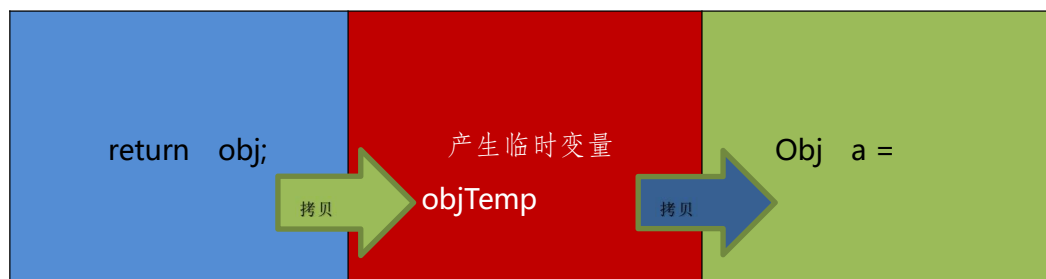 return obj;
产生临时变量
Obj a =
拷贝
objTemp
拷贝